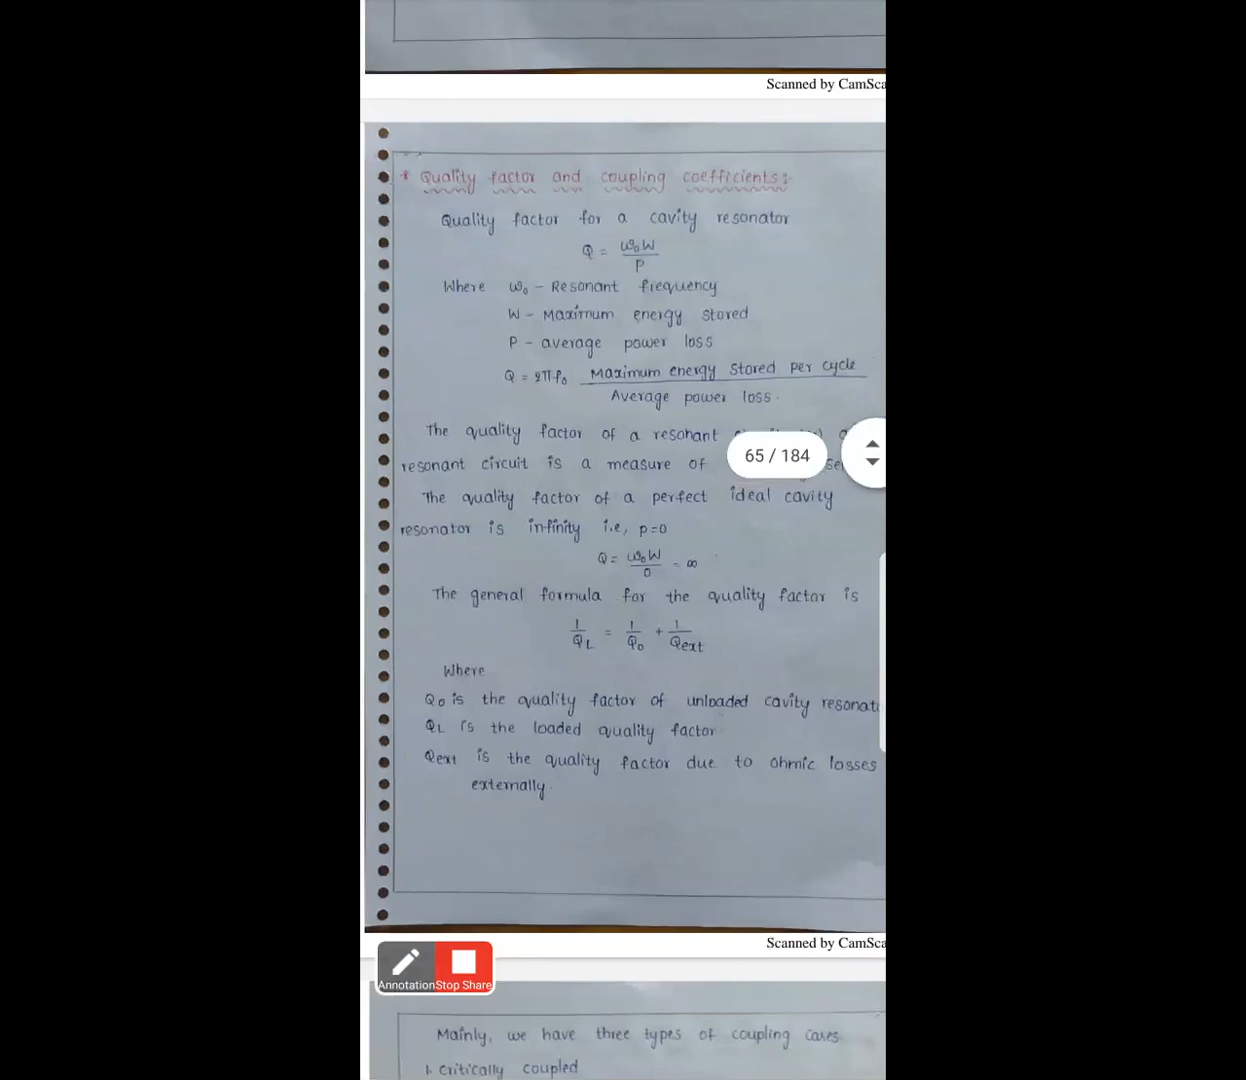 Scanned by CamSca
* Quality factor and coupling coefficients:-
Quality factor for a cavity resonator
Q = ω₀W / P
Where ω₀ - Resonant frequency
W - Maximum energy stored
P - average power loss
Q = 2πf₀ Maximum energy stored per cycle / Average power loss.
The quality factor of a resonant
resonant circuit is a measure of
65 / 184
The quality factor of a perfect ideal cavity
resonator is infinity i.e, p=0
Q = ω₀W / 0 = ∞
The general formula for the quality factor is
1/Q_L = 1/Q₀ + 1/Qext
Where
Q₀ is the quality factor of unloaded cavity resonat
QL is the loaded quality factor
Qext is the quality factor due to ohmic losses
externally.
Scanned by CamSca
Annotation Stop Share
Mainly, we have three types of coupling cases
1. Critically coupled